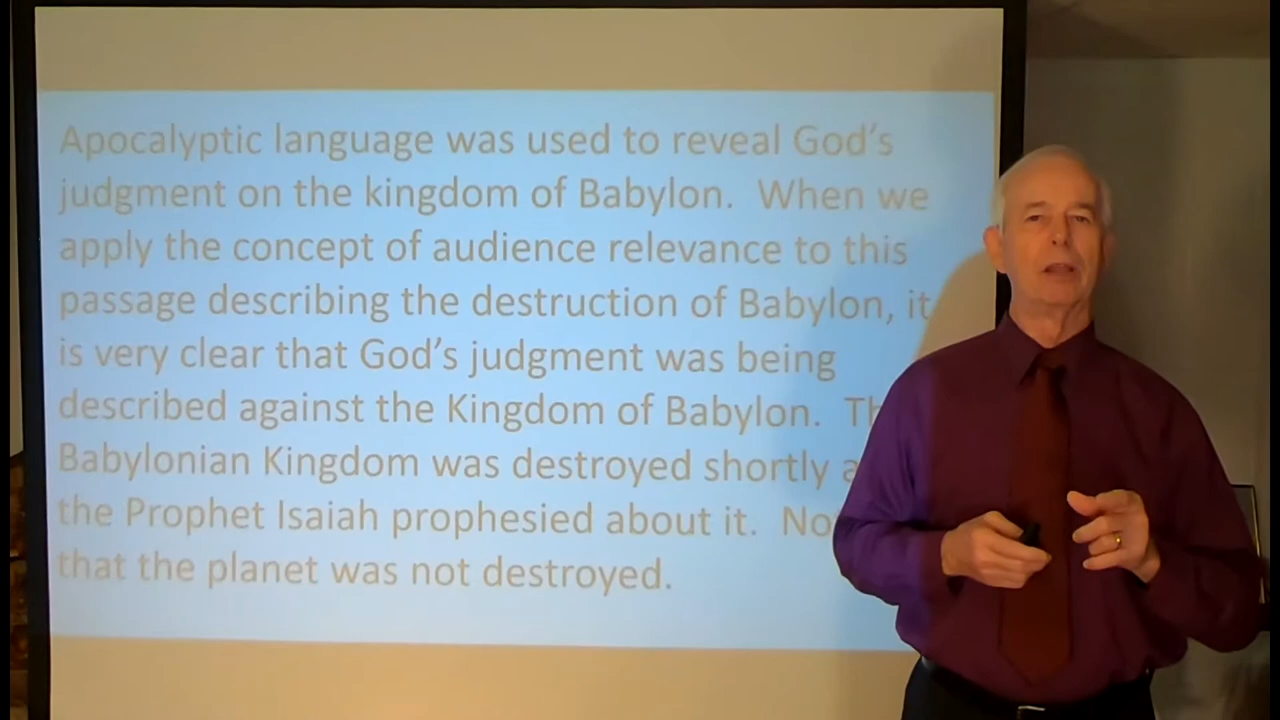 Apocalyptic language was used to reveal God's
judgment on the kingdom of Babylon. When we
apply the concept of audience relevance to this
passage describing the destruction of Babylon, it
is very clear that God's judgment was being
described against the Kingdom of Babylon.
Babylonian Kingdom was destroyed shortly
the Prophet Isaiah prophesied about it.
that the planet was not destroyed.